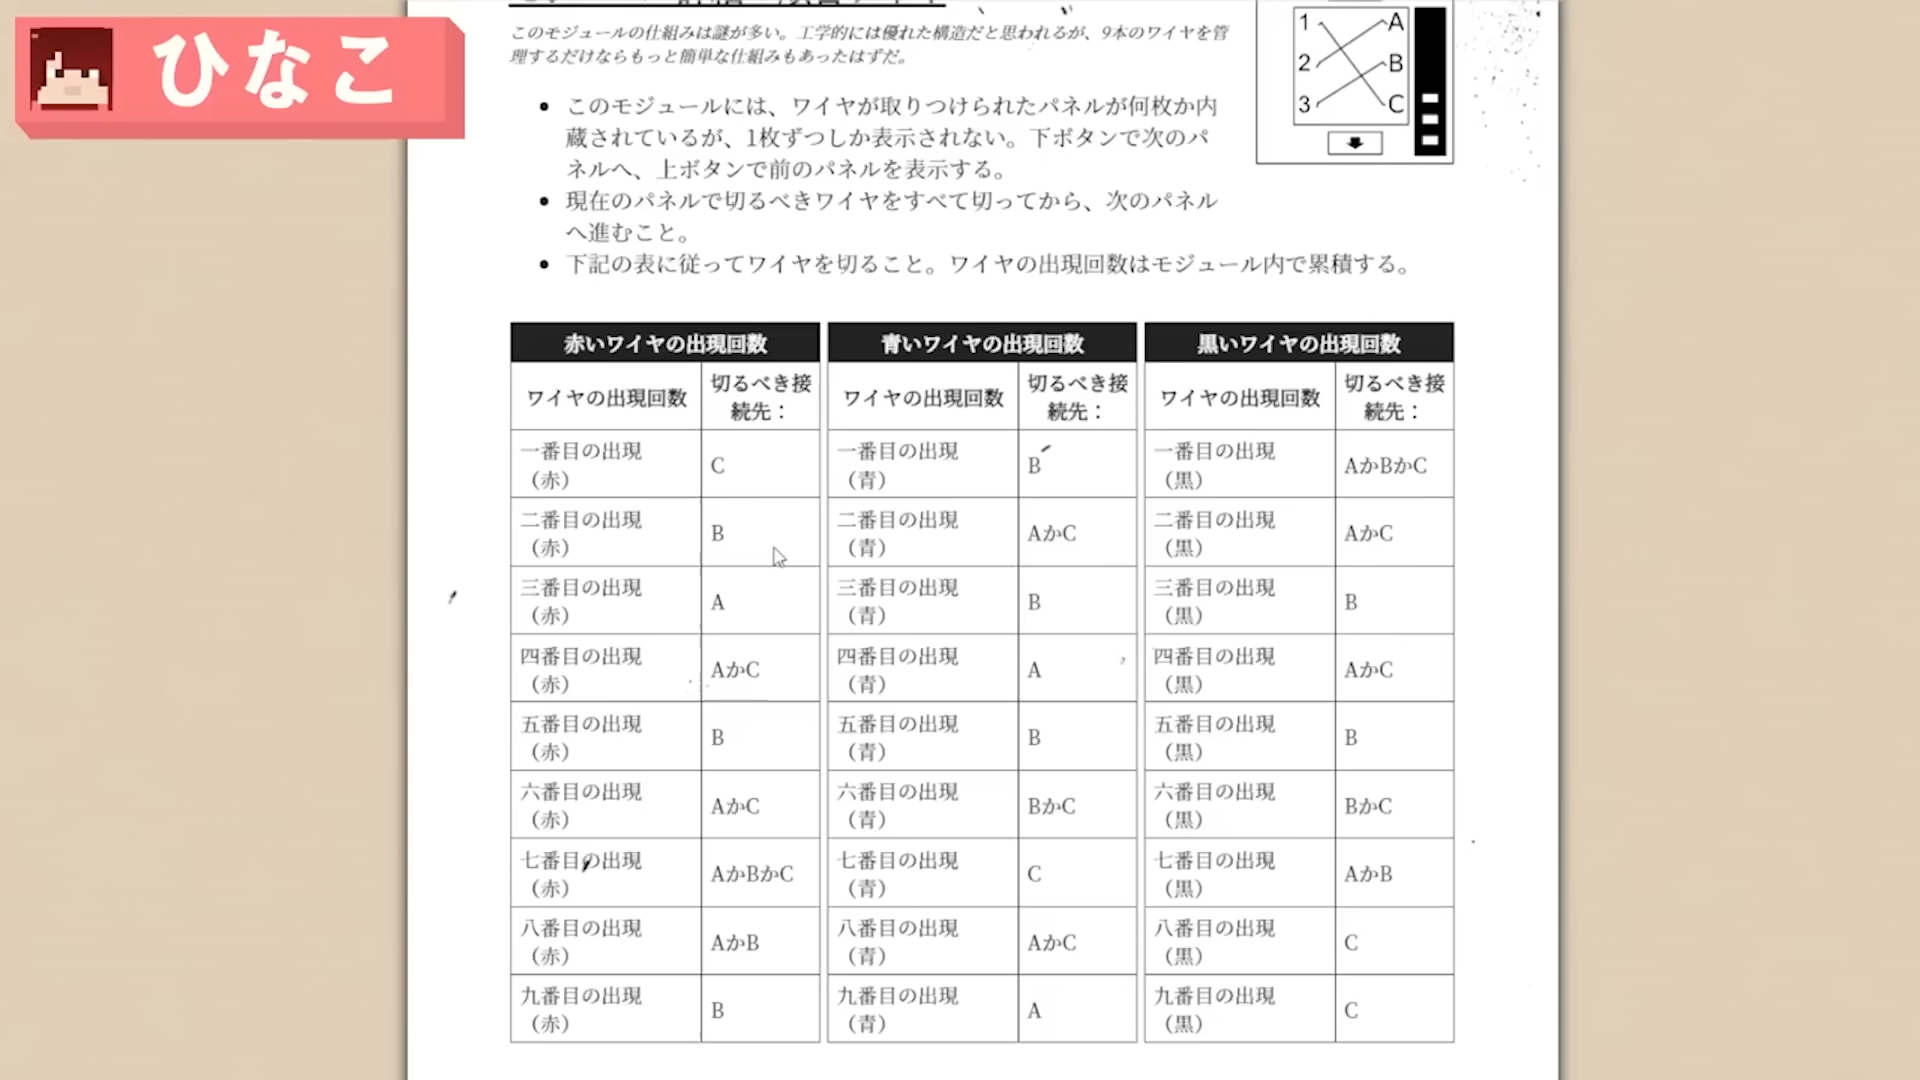 ひなこ
このモジュールの仕組みは謎が多い。工学的には優れた構造だと思われるが、9本のワイヤを管
理するだけならもっと簡単な仕組みもあったはずだ。
1 A
2 B
3 C
• このモジュールには、ワイヤが取りつけられたパネルが何枚か内
蔵されているが、1枚ずつしか表示されない。下ボタンで次のパ
ネルへ、上ボタンで前のパネルを表示する。
• 現在のパネルで切るべきワイヤをすべて切ってから、次のパネル
へ進むこと。
• 下記の表に従ってワイヤを切ること。ワイヤの出現回数はモジュール内で累積する。
赤いワイヤの出現回数
ワイヤの出現回数 切るべき接
続先：
一番目の出現
（赤） C
二番目の出現
（赤） B
三番目の出現
（赤） A
四番目の出現
（赤） AかC
五番目の出現
（赤） B
六番目の出現
（赤） AかC
七番目の出現
（赤） AかBかC
八番目の出現
（赤） AかB
九番目の出現
（赤） B
青いワイヤの出現回数
ワイヤの出現回数 切るべき接
続先：
一番目の出現
（青） B
二番目の出現
（青） AかC
三番目の出現
（青） B
四番目の出現
（青） A
五番目の出現
（青） B
六番目の出現
（青） BかC
七番目の出現
（青） C
八番目の出現
（青） AかC
九番目の出現
（青） A
黒いワイヤの出現回数
ワイヤの出現回数 切るべき接
続先：
一番目の出現
（黒） AかBかC
二番目の出現
（黒） AかC
三番目の出現
（黒） B
四番目の出現
（黒） AかC
五番目の出現
（黒） B
六番目の出現
（黒） BかC
七番目の出現
（黒） AかB
八番目の出現
（黒） C
九番目の出現
（黒） C